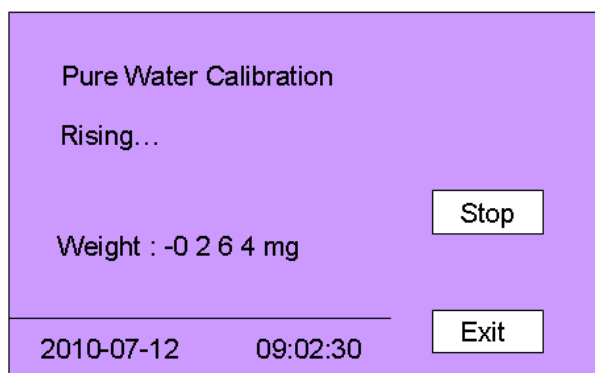 Pure Water Calibration
Rising...
Stop
Weight : -0 2 6 4 mg
Exit
2010-07-12 09:02:30